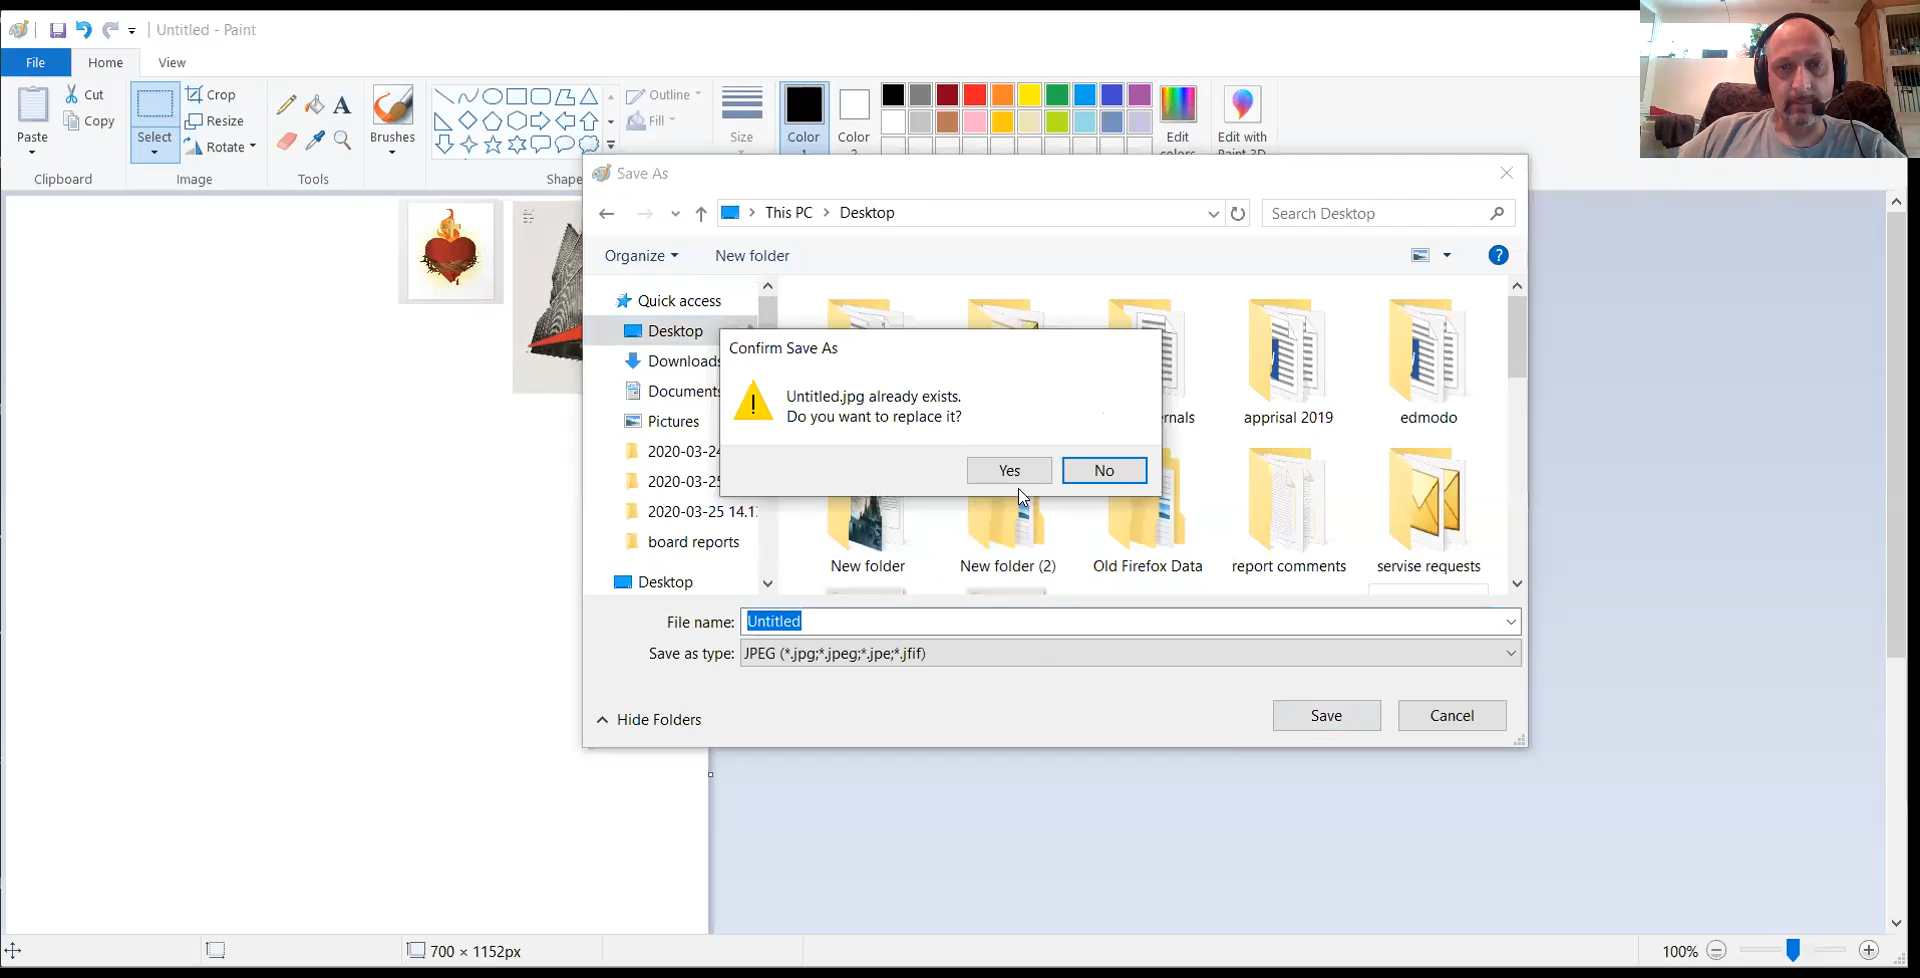 Untitled - Paint
File
Home
View
Paste
Cut
Copy
Clipboard
Select
Crop
Resize
Rotate
Image
Tools
Brushes
Shape
Outline
Fill
Size
Color
Color
Edit
Edit with
Save As
This PC
Desktop
Search Desktop
Organize
New folder
Quick access
Desktop
Downloads
Documents
Pictures
2020-03-24
2020-03-25
2020-03-25 14.1
board reports
Desktop
rnals
apprisal 2019
edmodo
Confirm Save As
Untitled.jpg already exists.
Do you want to replace it?
Yes
No
New folder
New folder (2)
Old Firefox Data
report comments
servise requests
File name:
Untitled
Save as type:
JPEG (*.jpg;*.jpeg;*.jpe;*.jfif)
Hide Folders
Save
Cancel
700 × 1152px
100%